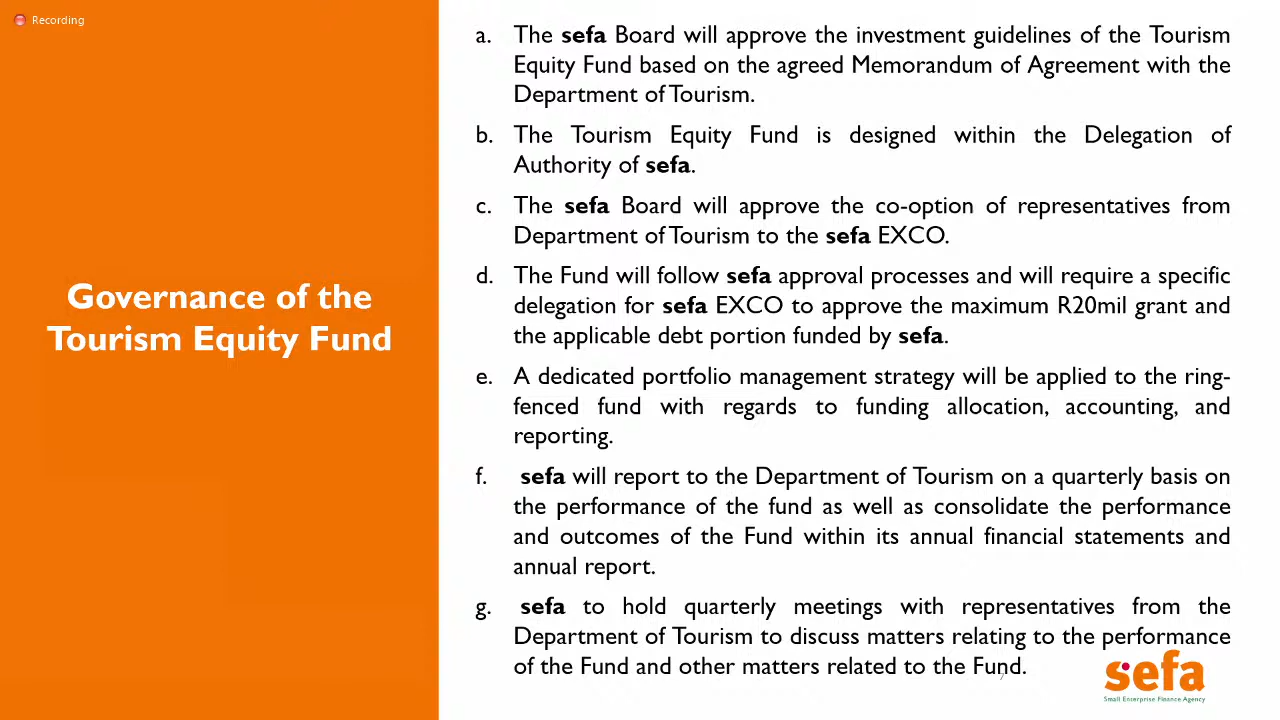 Recording
Governance of the
Tourism Equity Fund
a. The sefa Board will approve the investment guidelines of the Tourism
Equity Fund based on the agreed Memorandum of Agreement with the
Department of Tourism.
b. The Tourism Equity Fund is designed within the Delegation of
Authority of sefa.
c. The sefa Board will approve the co-option of representatives from
Department of Tourism to the sefa EXCO.
d. The Fund will follow sefa approval processes and will require a specific
delegation for sefa EXCO to approve the maximum R20mil grant and
the applicable debt portion funded by sefa.
e. A dedicated portfolio management strategy will be applied to the ring-
fenced fund with regards to funding allocation, accounting, and
reporting.
f. sefa will report to the Department of Tourism on a quarterly basis on
the performance of the fund as well as consolidate the performance
and outcomes of the Fund within its annual financial statements and
annual report.
g. sefa to hold quarterly meetings with representatives from the
Department of Tourism to discuss matters relating to the performance
of the Fund and other matters related to the Fund.
7
sefa
Small Enterprise Finance Agency